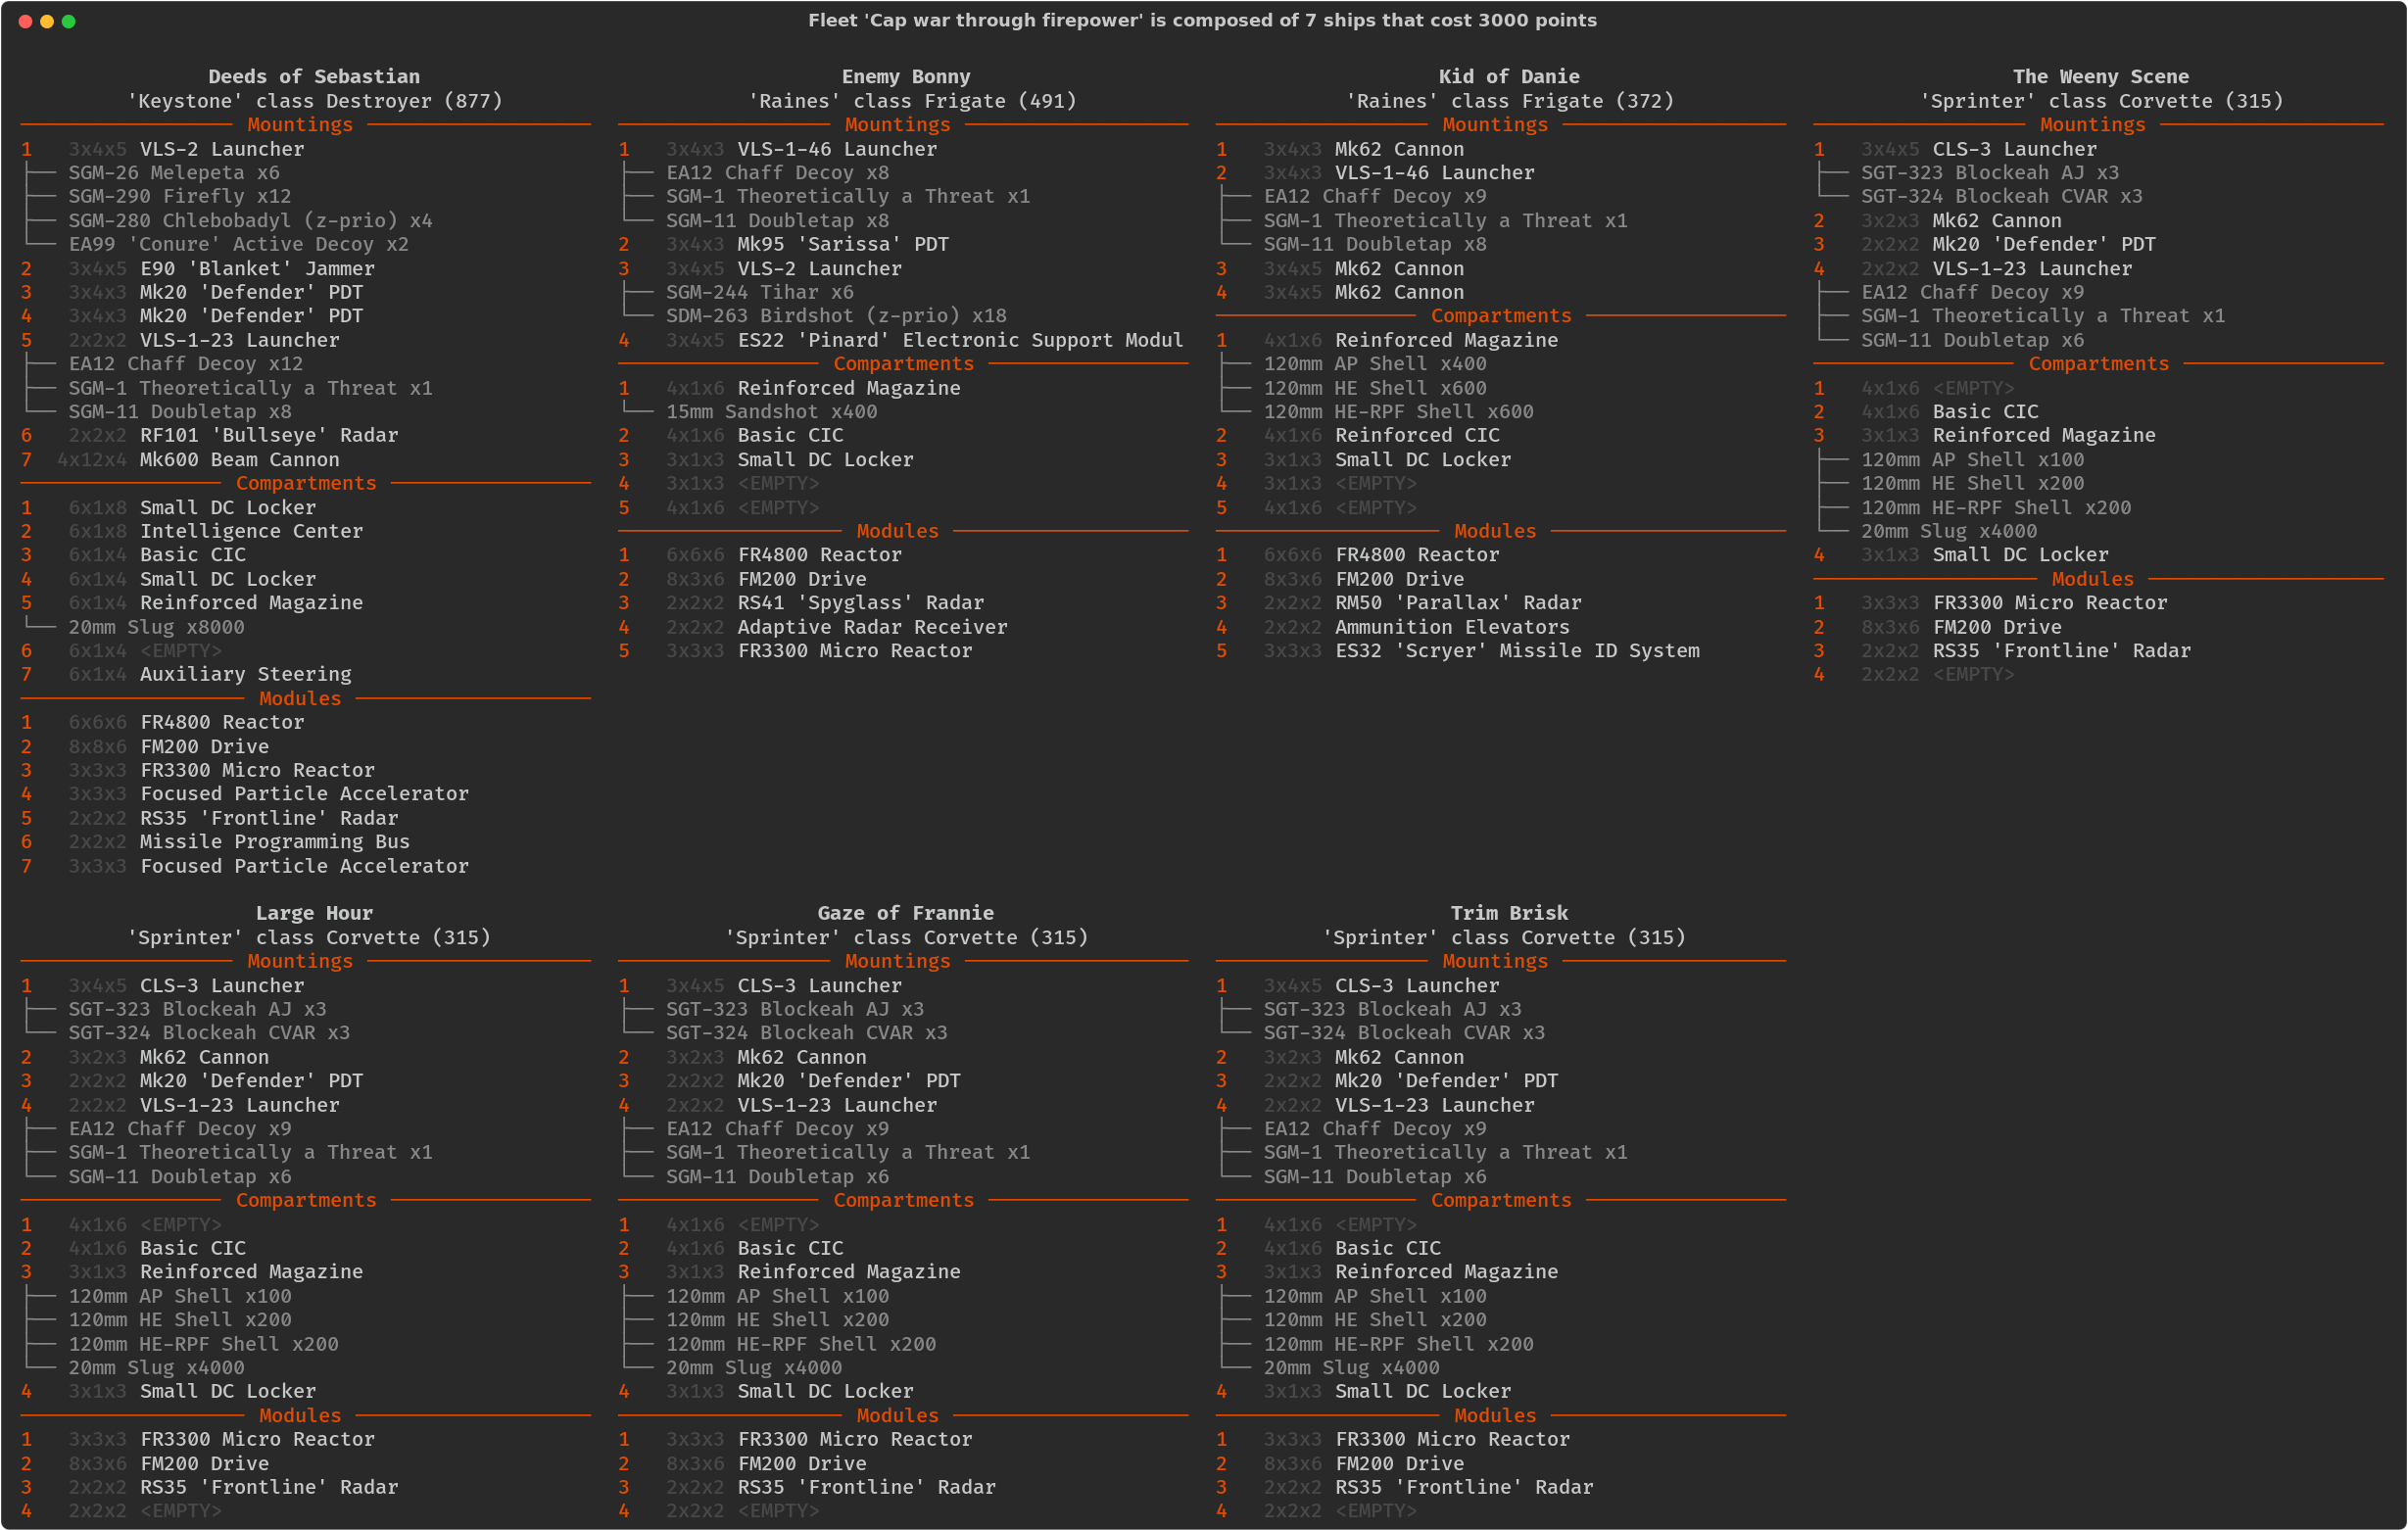 Fleet 'Cap war through firepower' is composed of 7 ships that cost 3000 points
Deeds of Sebastian
'Keystone' class Destroyer (877)
Mountings
1 3x4x5 VLS-2 Launcher
SGM-26 Melepeta x6
SGM-290 Firefly x12
SGM-280 Chlebobadyl (z-prio) x4
EA99 'Conure' Active Decoy x2
2 3x4x5 E90 'Blanket' Jammer
3 3x4x3 Mk20 'Defender' PDT
4 3x4x3 Mk20 'Defender' PDT
5 2x2x2 VLS-1-23 Launcher
EA12 Chaff Decoy x12
SGM-1 Theoretically a Threat x1
SGM-11 Doubletap x8
6 2x2x2 RF101 'Bullseye' Radar
7 4x12x4 Mk600 Beam Cannon
Compartments
1 6x1x8 Small DC Locker
2 6x1x8 Intelligence Center
3 6x1x4 Basic CIC
4 6x1x4 Small DC Locker
5 6x1x4 Reinforced Magazine
20mm Slug x8000
6 6x1x4 <EMPTY>
7 6x1x4 Auxiliary Steering
Modules
1 6x6x6 FR4800 Reactor
2 8x8x6 FM200 Drive
3 3x3x3 FR3300 Micro Reactor
4 3x3x3 Focused Particle Accelerator
5 2x2x2 RS35 'Frontline' Radar
6 2x2x2 Missile Programming Bus
7 3x3x3 Focused Particle Accelerator
Enemy Bonny
'Raines' class Frigate (491)
Mountings
1 3x4x3 VLS-1-46 Launcher
EA12 Chaff Decoy x8
SGM-1 Theoretically a Threat x1
SGM-11 Doubletap x8
2 3x4x3 Mk95 'Sarissa' PDT
3 3x4x5 VLS-2 Launcher
SGM-244 Tihar x6
SDM-263 Birdshot (z-prio) x18
4 3x4x5 ES22 'Pinard' Electronic Support Modul
Compartments
1 4x1x6 Reinforced Magazine
15mm Sandshot x400
2 4x1x6 Basic CIC
3 3x1x3 Small DC Locker
4 3x1x3 <EMPTY>
5 4x1x6 <EMPTY>
Modules
1 6x6x6 FR4800 Reactor
2 8x3x6 FM200 Drive
3 2x2x2 RS41 'Spyglass' Radar
4 2x2x2 Adaptive Radar Receiver
5 3x3x3 FR3300 Micro Reactor
Kid of Danie
'Raines' class Frigate (372)
Mountings
1 3x4x3 Mk62 Cannon
2 3x4x3 VLS-1-46 Launcher
EA12 Chaff Decoy x9
SGM-1 Theoretically a Threat x1
SGM-11 Doubletap x8
3 3x4x5 Mk62 Cannon
4 3x4x5 Mk62 Cannon
Compartments
1 4x1x6 Reinforced Magazine
120mm AP Shell x400
120mm HE Shell x600
120mm HE-RPF Shell x600
2 4x1x6 Reinforced CIC
3 3x1x3 Small DC Locker
4 3x1x3 <EMPTY>
5 4x1x6 <EMPTY>
Modules
1 6x6x6 FR4800 Reactor
2 8x3x6 FM200 Drive
3 2x2x2 RM50 'Parallax' Radar
4 2x2x2 Ammunition Elevators
5 3x3x3 ES32 'Scryer' Missile ID System
The Weeny Scene
'Sprinter' class Corvette (315)
Mountings
1 3x4x5 CLS-3 Launcher
SGT-323 Blockeah AJ x3
SGT-324 Blockeah CVAR x3
2 3x2x3 Mk62 Cannon
3 2x2x2 Mk20 'Defender' PDT
4 2x2x2 VLS-1-23 Launcher
EA12 Chaff Decoy x9
SGM-1 Theoretically a Threat x1
SGM-11 Doubletap x6
Compartments
1 4x1x6 <EMPTY>
2 4x1x6 Basic CIC
3 3x1x3 Reinforced Magazine
120mm AP Shell x100
120mm HE Shell x200
120mm HE-RPF Shell x200
20mm Slug x4000
4 3x1x3 Small DC Locker
Modules
1 3x3x3 FR3300 Micro Reactor
2 8x3x6 FM200 Drive
3 2x2x2 RS35 'Frontline' Radar
4 2x2x2 <EMPTY>
Large Hour
'Sprinter' class Corvette (315)
Mountings
1 3x4x5 CLS-3 Launcher
SGT-323 Blockeah AJ x3
SGT-324 Blockeah CVAR x3
2 3x2x3 Mk62 Cannon
3 2x2x2 Mk20 'Defender' PDT
4 2x2x2 VLS-1-23 Launcher
EA12 Chaff Decoy x9
SGM-1 Theoretically a Threat x1
SGM-11 Doubletap x6
Compartments
1 4x1x6 <EMPTY>
2 4x1x6 Basic CIC
3 3x1x3 Reinforced Magazine
120mm AP Shell x100
120mm HE Shell x200
120mm HE-RPF Shell x200
20mm Slug x4000
4 3x1x3 Small DC Locker
Modules
1 3x3x3 FR3300 Micro Reactor
2 8x3x6 FM200 Drive
3 2x2x2 RS35 'Frontline' Radar
4 2x2x2 <EMPTY>
Gaze of Frannie
'Sprinter' class Corvette (315)
Mountings
1 3x4x5 CLS-3 Launcher
SGT-323 Blockeah AJ x3
SGT-324 Blockeah CVAR x3
2 3x2x3 Mk62 Cannon
3 2x2x2 Mk20 'Defender' PDT
4 2x2x2 VLS-1-23 Launcher
EA12 Chaff Decoy x9
SGM-1 Theoretically a Threat x1
SGM-11 Doubletap x6
Compartments
1 4x1x6 <EMPTY>
2 4x1x6 Basic CIC
3 3x1x3 Reinforced Magazine
120mm AP Shell x100
120mm HE Shell x200
120mm HE-RPF Shell x200
20mm Slug x4000
4 3x1x3 Small DC Locker
Modules
1 3x3x3 FR3300 Micro Reactor
2 8x3x6 FM200 Drive
3 2x2x2 RS35 'Frontline' Radar
4 2x2x2 <EMPTY>
Trim Brisk
'Sprinter' class Corvette (315)
Mountings
1 3x4x5 CLS-3 Launcher
SGT-323 Blockeah AJ x3
SGT-324 Blockeah CVAR x3
2 3x2x3 Mk62 Cannon
3 2x2x2 Mk20 'Defender' PDT
4 2x2x2 VLS-1-23 Launcher
EA12 Chaff Decoy x9
SGM-1 Theoretically a Threat x1
SGM-11 Doubletap x6
Compartments
1 4x1x6 <EMPTY>
2 4x1x6 Basic CIC
3 3x1x3 Reinforced Magazine
120mm AP Shell x100
120mm HE Shell x200
120mm HE-RPF Shell x200
20mm Slug x4000
4 3x1x3 Small DC Locker
Modules
1 3x3x3 FR3300 Micro Reactor
2 8x3x6 FM200 Drive
3 2x2x2 RS35 'Frontline' Radar
4 2x2x2 <EMPTY>